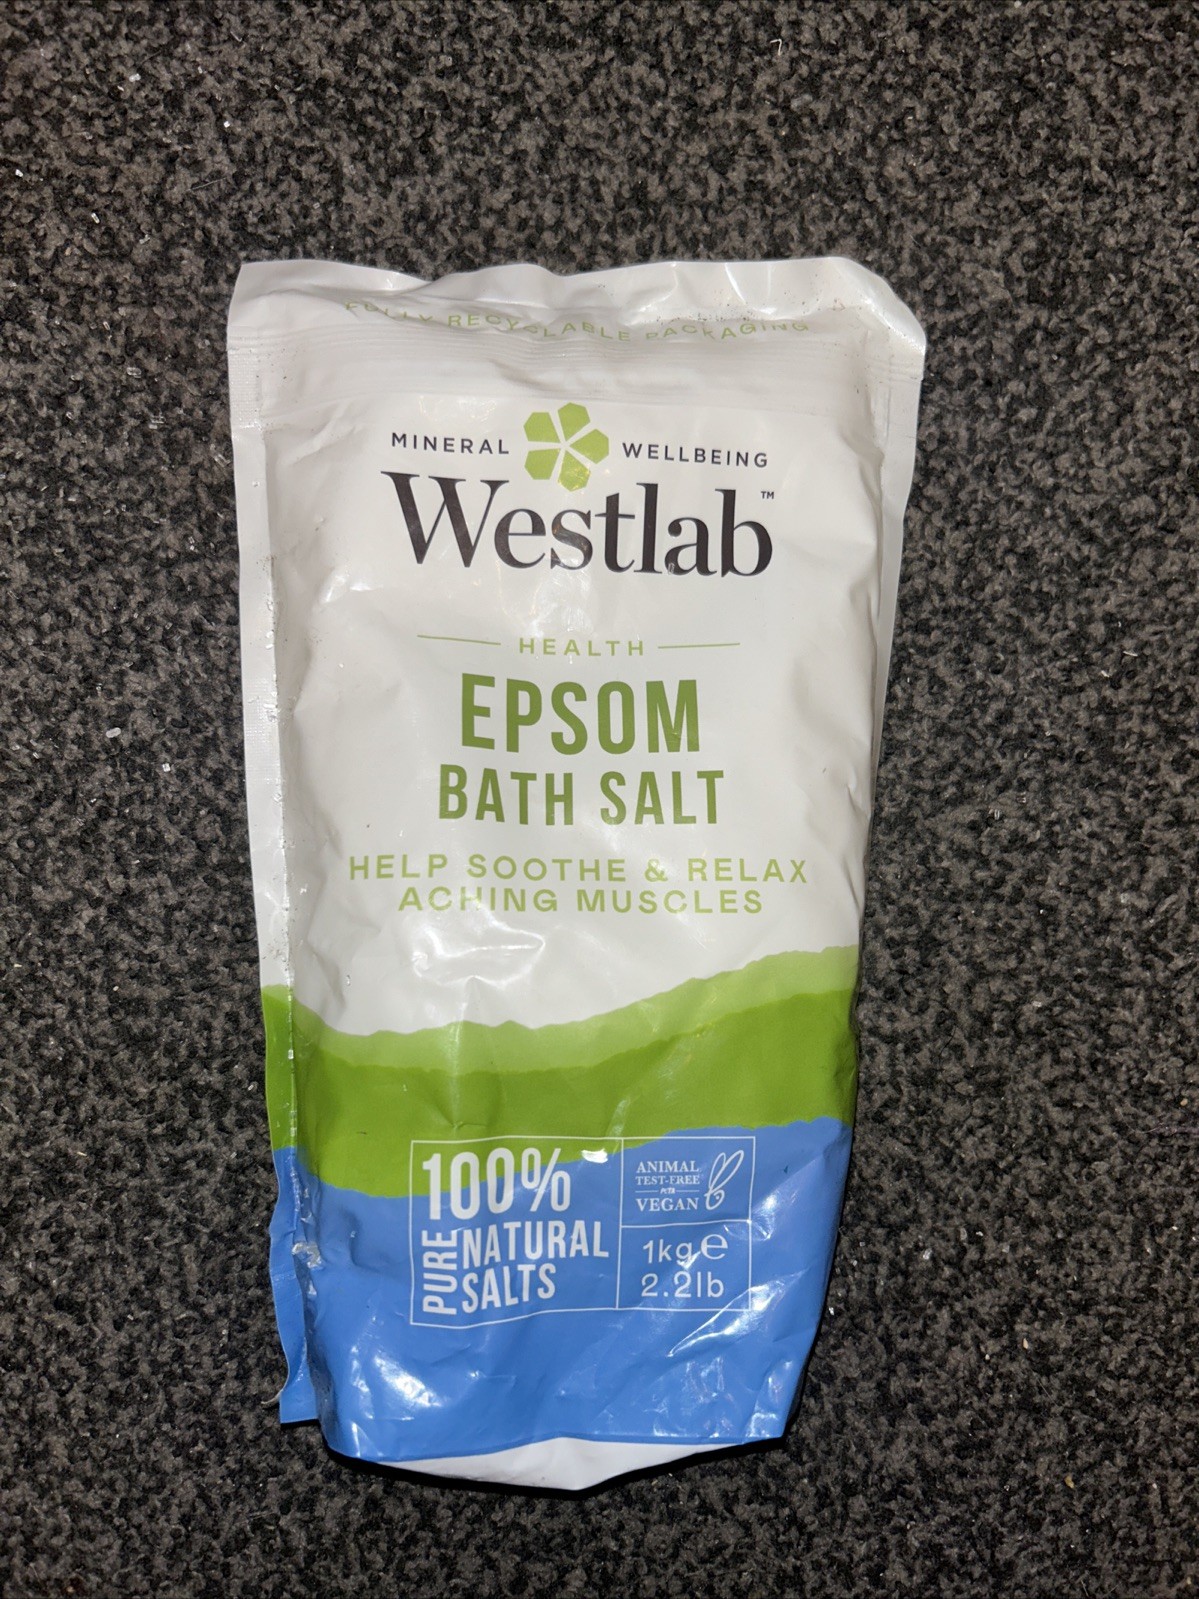 FULLY RECYCLABLE PACKAGING
MINERAL WELLBEING
Westlab™
HEALTH
EPSOM
BATH SALT
HELP SOOTHE & RELAX
ACHING MUSCLES
100%
PURE NATURAL
SALTS
ANIMAL
TEST-FREE
PETA
VEGAN
1kg ℮
2.2lb